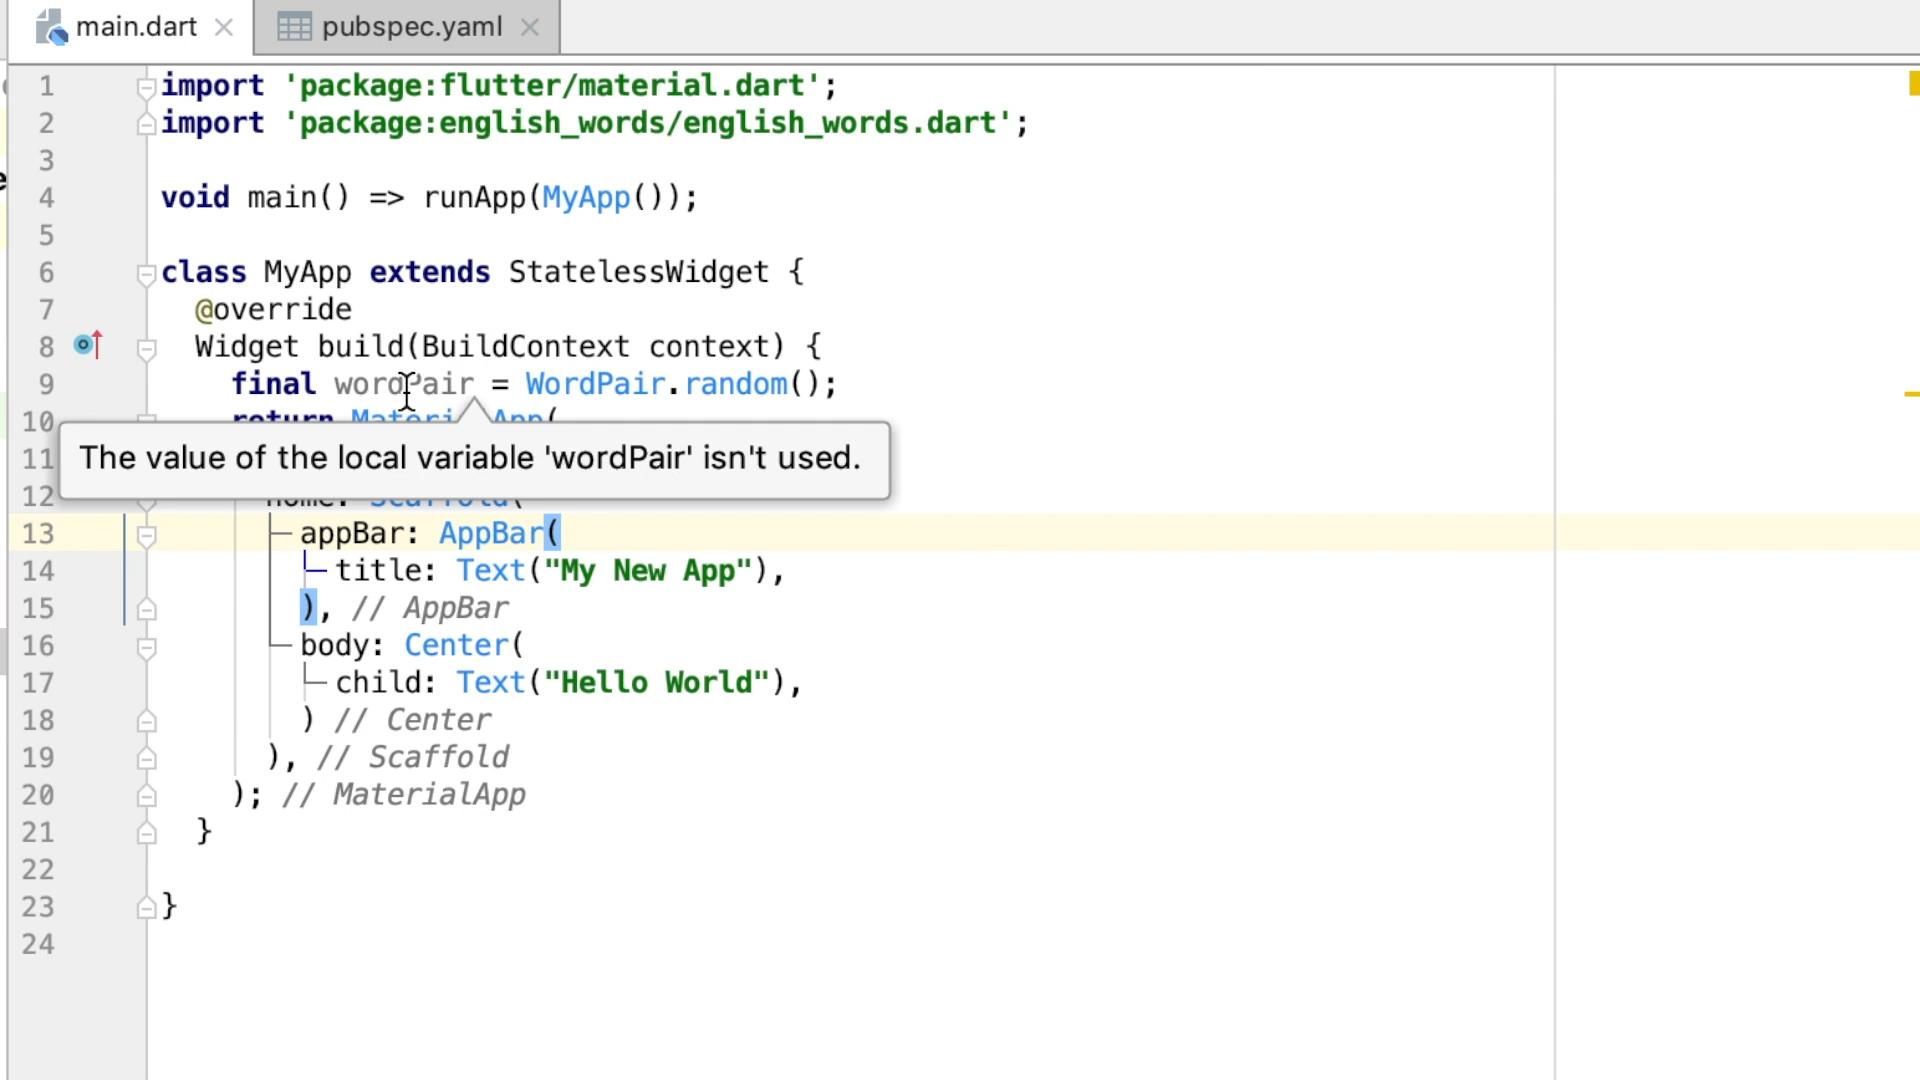 main.dart
pubspec.yaml
1 import 'package:flutter/material.dart';
2 import 'package:english_words/english_words.dart';
3
4 void main() => runApp(MyApp());
5
6 class MyApp extends StatelessWidget {
7 @override
8 Widget build(BuildContext context) {
9 final wordPair = WordPair.random();
10 return MaterialApp(
11 The value of the local variable 'wordPair' isn't used.
12 home: Scaffold(
13 appBar: AppBar(
14 title: Text("My New App"),
15 ), // AppBar
16 body: Center(
17 child: Text("Hello World"),
18 ) // Center
19 ), // Scaffold
20 ); // MaterialApp
21 }
22
23 }
24